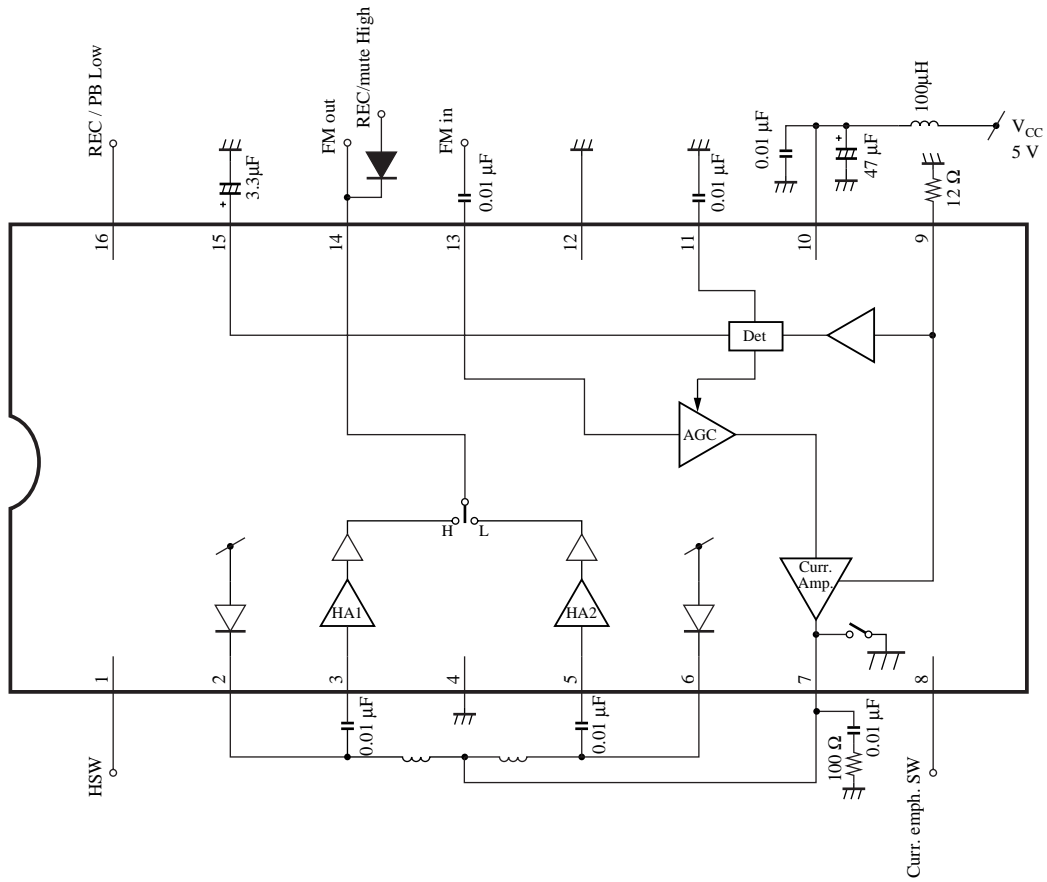 REC / PB Low
FM out
REC/mute High
FM in
3.3µF
+
0.01 µF
0.01 µF
0.01 µF
+
47 µF
100µH
V_CC
5 V
12 Ω
16
15
14
13
12
11
10
9
Det
AGC
H
L
HA1
HA2
Curr.
Amp.
1
2
3
4
5
6
7
8
0.01 µF
0.01 µF
0.01 µF
100 Ω
HSW
Curr. emph. SW